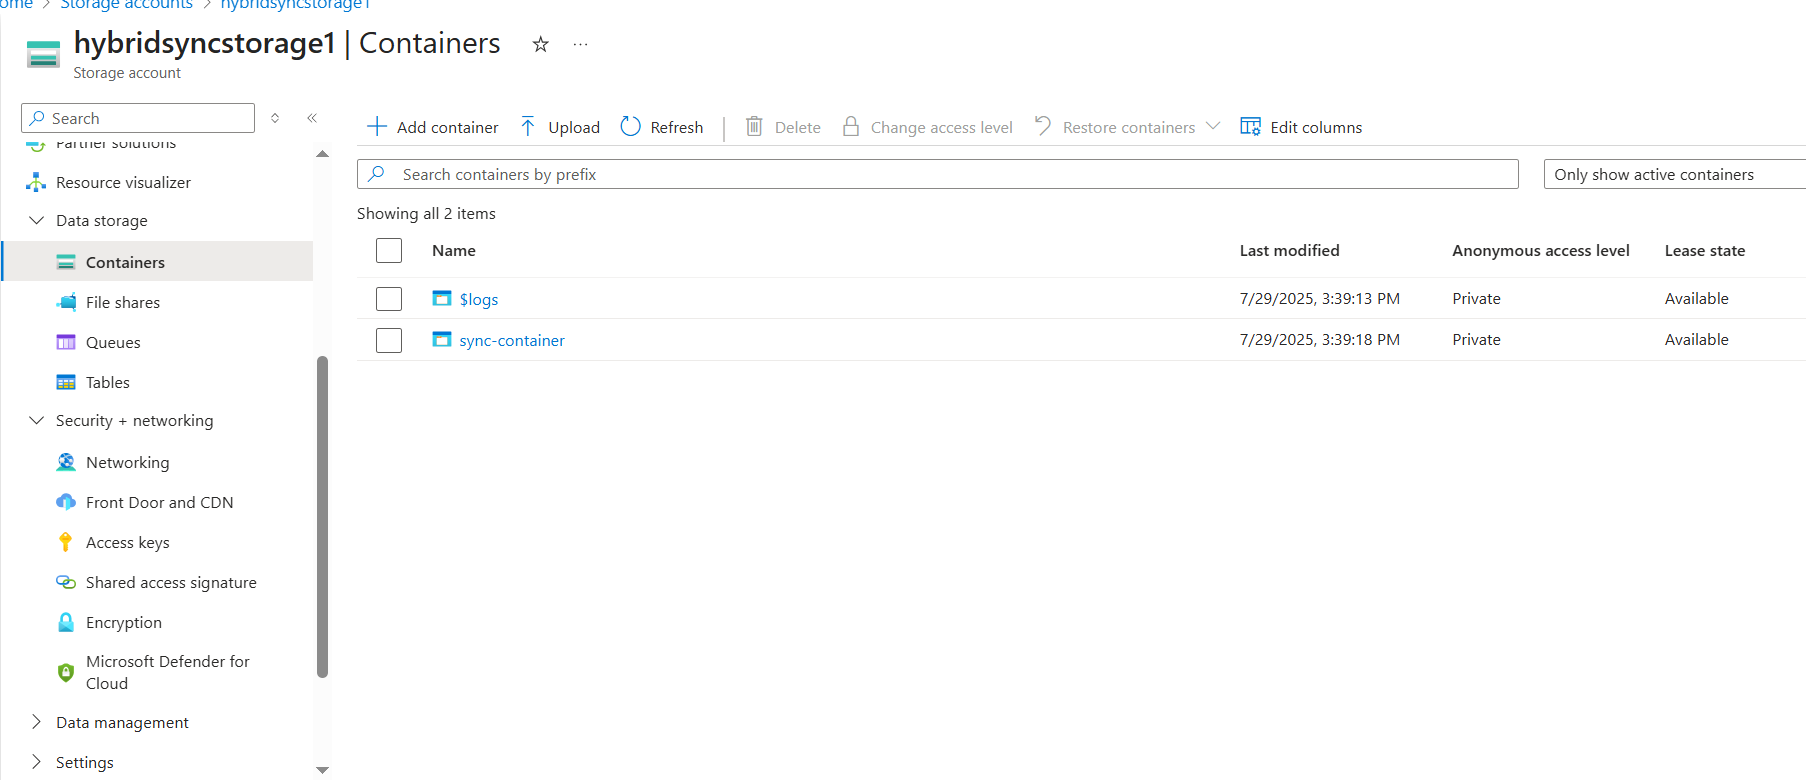 ome > Storage accounts > hybridsyncstorage1
hybridsyncstorage1 | Containers
Storage account
Search
Partner solutions
Resource visualizer
Data storage
Containers
File shares
Queues
Tables
Security + networking
Networking
Front Door and CDN
Access keys
Shared access signature
Encryption
Microsoft Defender for
Cloud
Data management
Settings
Add container Upload Refresh Delete Change access level Restore containers Edit columns
Search containers by prefix Only show active containers
Showing all 2 items
Name Last modified Anonymous access level Lease state
$logs 7/29/2025, 3:39:13 PM Private Available
sync-container 7/29/2025, 3:39:18 PM Private Available